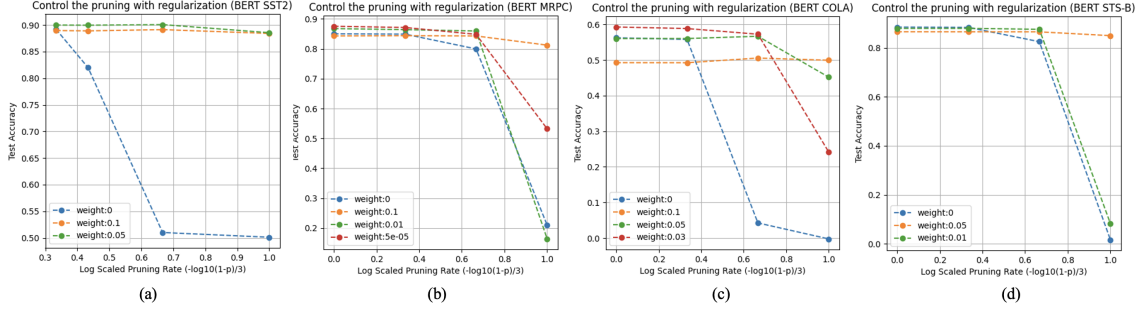 Control the pruning with regularization (BERT SST2)
0.90
0.85
0.80
0.75
0.70
0.65
0.60
0.55
0.50
Test Accuracy
weight:0
weight:0.1
weight:0.05
0.3 0.4 0.5 0.6 0.7 0.8 0.9 1.0
Log Scaled Pruning Rate (-log10(1-p)/3)
(a)
Control the pruning with regularization (BERT MRPC)
0.9
0.8
0.7
0.6
0.5
0.4
0.3
0.2
Test Accuracy
weight:0
weight:0.1
weight:0.01
weight:5e-05
0.0 0.2 0.4 0.6 0.8 1.0
Log Scaled Pruning Rate (-log10(1-p)/3)
(b)
Control the pruning with regularization (BERT COLA)
0.6
0.5
0.4
0.3
0.2
0.1
0.0
Test Accuracy
weight:0
weight:0.1
weight:0.05
weight:0.03
0.0 0.2 0.4 0.6 0.8 1.0
Log Scaled Pruning Rate (-log10(1-p)/3)
(c)
Control the pruning with regularization (BERT STS-B)
0.8
0.6
0.4
0.2
0.0
Test Accuracy
weight:0
weight:0.05
weight:0.01
0.0 0.2 0.4 0.6 0.8 1.0
Log Scaled Pruning Rate (-log10(1-p)/3)
(d)